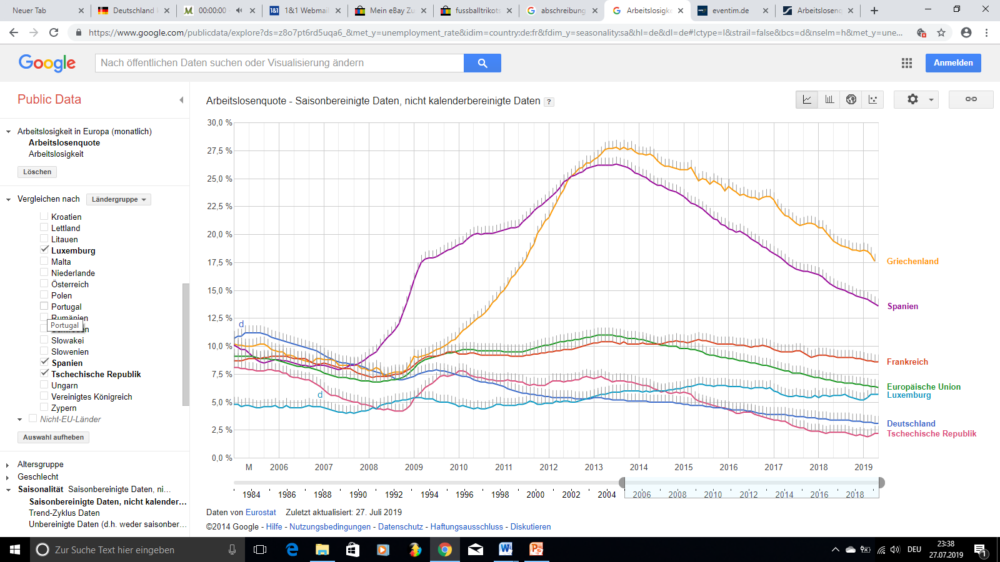 Neuer Tab
Deutschland
00:00:00
1&1 Webmail
Mein eBay Zu
fussballtrikots
abschreibung
Arbeitslosigke
eventim.de
Arbeitslosenq
https://www.google.com/publicdata/explore?ds=z8o7pt6rd5uqa6_&met_y=unemployment_rate&idim=country:de:fr&fdim_y=seasonality:sa&hl=de&dl=de#!ctype=l&strail=false&bcs=d&nselm=h&met_y=une...
Google
Nach öffentlichen Daten suchen oder Visualisierung ändern
Anmelden
Public Data
Arbeitslosigkeit in Europa (monatlich)
Arbeitslosenquote
Arbeitslosigkeit
Löschen
Vergleichen nach Ländergruppe
Kroatien
Lettland
Litauen
Luxemburg
Malta
Niederlande
Österreich
Polen
Portugal
Rumänien
Portugal
Slowakei
Slowenien
Spanien
Tschechische Republik
Ungarn
Vereinigtes Königreich
Zypern
Nicht-EU-Länder
Auswahl aufheben
Altersgruppe
Geschlecht
Saisonalität Saisonbereinigte Daten, ni...
Saisonbereinigte Daten, nicht kalender...
Trend-Zyklus Daten
Unbereinigte Daten (d.h. weder saisonber...
Arbeitslosenquote - Saisonbereinigte Daten, nicht kalenderbereinigte Daten ?
30,0 %
27,5 %
25,0 %
22,5 %
20,0 %
17,5 %
15,0 %
12,5 %
10,0 %
7,5 %
5,0 %
2,5 %
0,0 %
d
d
Griechenland
Spanien
Frankreich
Europäische Union
Luxemburg
Deutschland
Tschechische Republik
M 2006 2007 2008 2009 2010 2011 2012 2013 2014 2015 2016 2017 2018 2019
1984 1986 1988 1990 1992 1994 1996 1998 2000 2002 2004 2006 2008 2010 2012 2014 2016 2018
Daten von Eurostat Zuletzt aktualisiert: 27. Juli 2019
©2014 Google - Hilfe - Nutzungsbedingungen - Datenschutz - Haftungsausschluss - Diskutieren
Zur Suche Text hier eingeben
DEU
23:38
27.07.2019
1